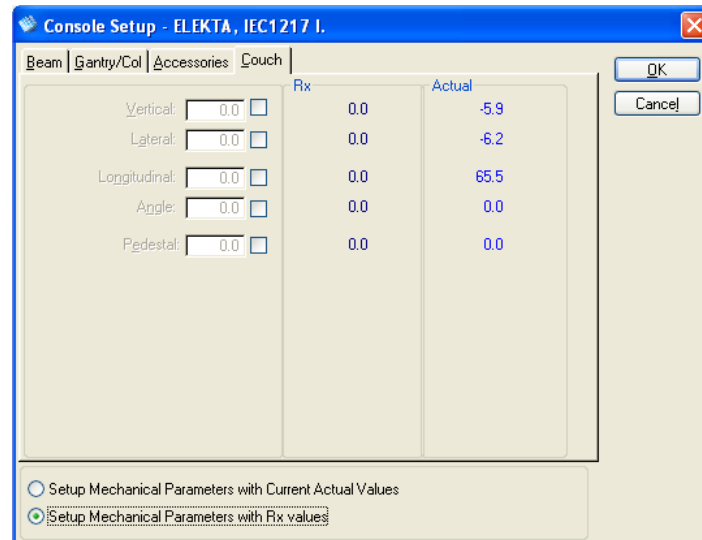 Console Setup - ELEKTA, IEC1217 I.
Beam Gantry/Col Accessories Couch
OK
Cancel
Rx Actual
Vertical: 0.0 0.0 -5.9
Lateral: 0.0 0.0 -6.2
Longitudinal: 0.0 0.0 65.5
Angle: 0.0 0.0 0.0
Pedestal: 0.0 0.0 0.0
Setup Mechanical Parameters with Current Actual Values
Setup Mechanical Parameters with Rx values